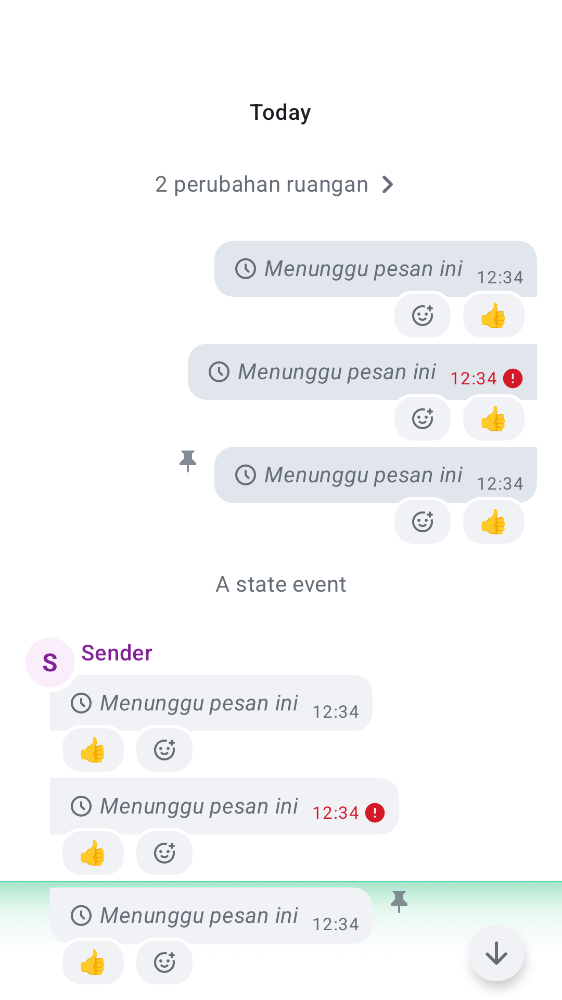 Today
2 perubahan ruangan
Menunggu pesan ini 12:34
👍
Menunggu pesan ini 12:34
👍
Menunggu pesan ini 12:34
👍
A state event
S Sender
Menunggu pesan ini 12:34
👍
Menunggu pesan ini 12:34
👍
Menunggu pesan ini 12:34
👍